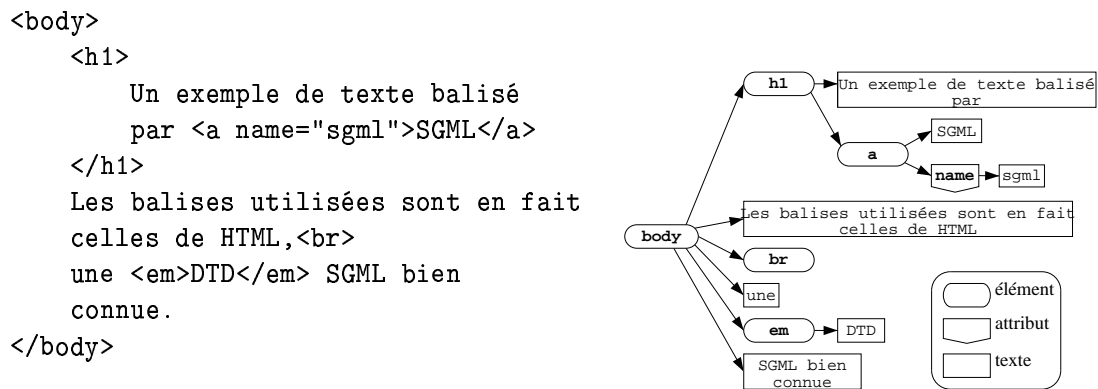 <body>
<h1>
Un exemple de texte balisé
par <a name="sgml">SGML</a>
</h1>
Les balises utilisées sont en fait
celles de HTML,<br>
une <em>DTD</em> SGML bien
connue.
</body>
h1
Un exemple de texte balisé
par
a
SGML
name
sgml
body
Les balises utilisées sont en fait
celles de HTML
br
une
em
DTD
SGML bien
connue
élément
attribut
texte